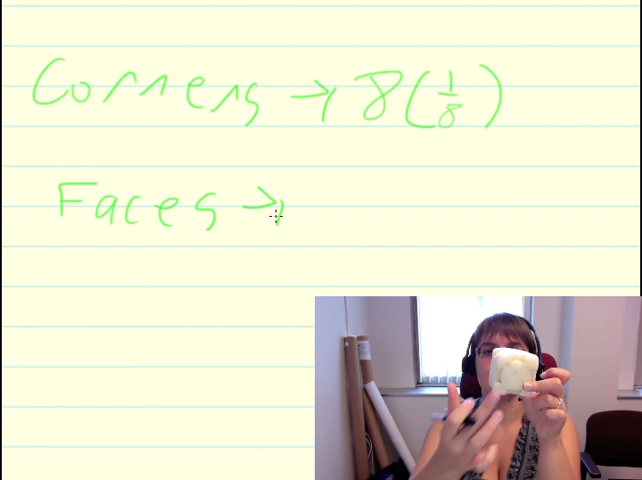 Corners → 8(1/8)
Faces →